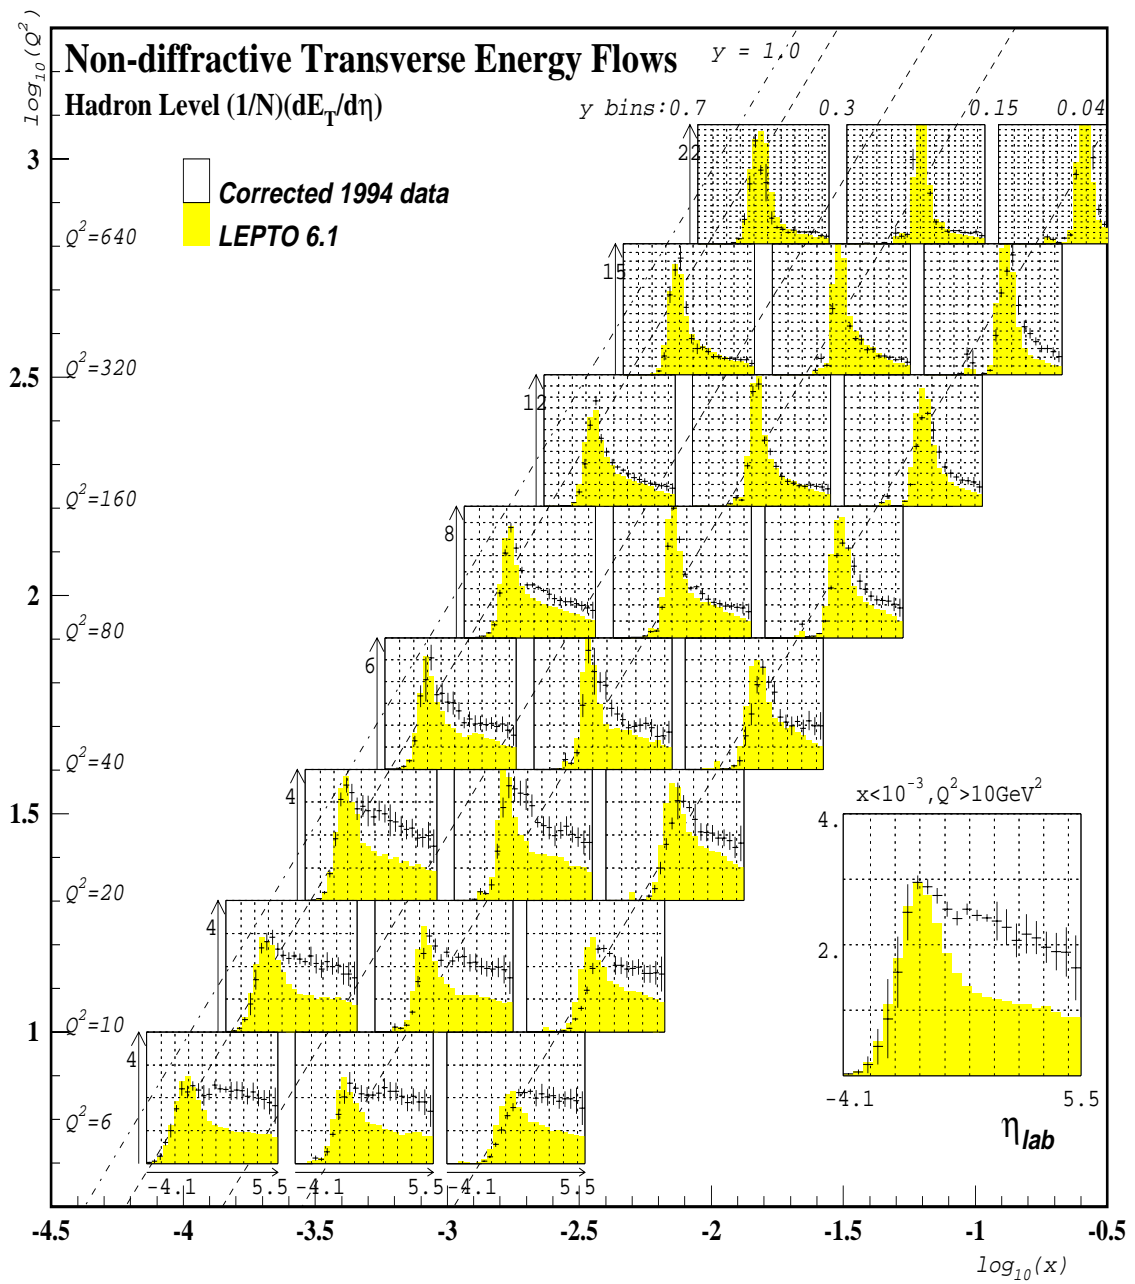 log10(Q²)
Non-diffractive Transverse Energy Flows
y = 1.0
Hadron Level (1/N)(dET/dη)
y bins: 0.7 0.3 0.15 0.04
22
3
Corrected 1994 data
LEPTO 6.1
Q²=640
15
Q²=320
2.5
12
Q²=160
8
2
Q²=80
6
Q²=40
x<10⁻³,Q²>10GeV²
4
1.5
4.
Q²=20
4
2.
Q²=10
1
4
-4.1 5.5
Q²=6
ηlab
-4.1 5.5 -4.1 5.5 -4.1 5.5
-4.5 -4 -3.5 -3 -2.5 -2 -1.5 -1 -0.5
log10(x)